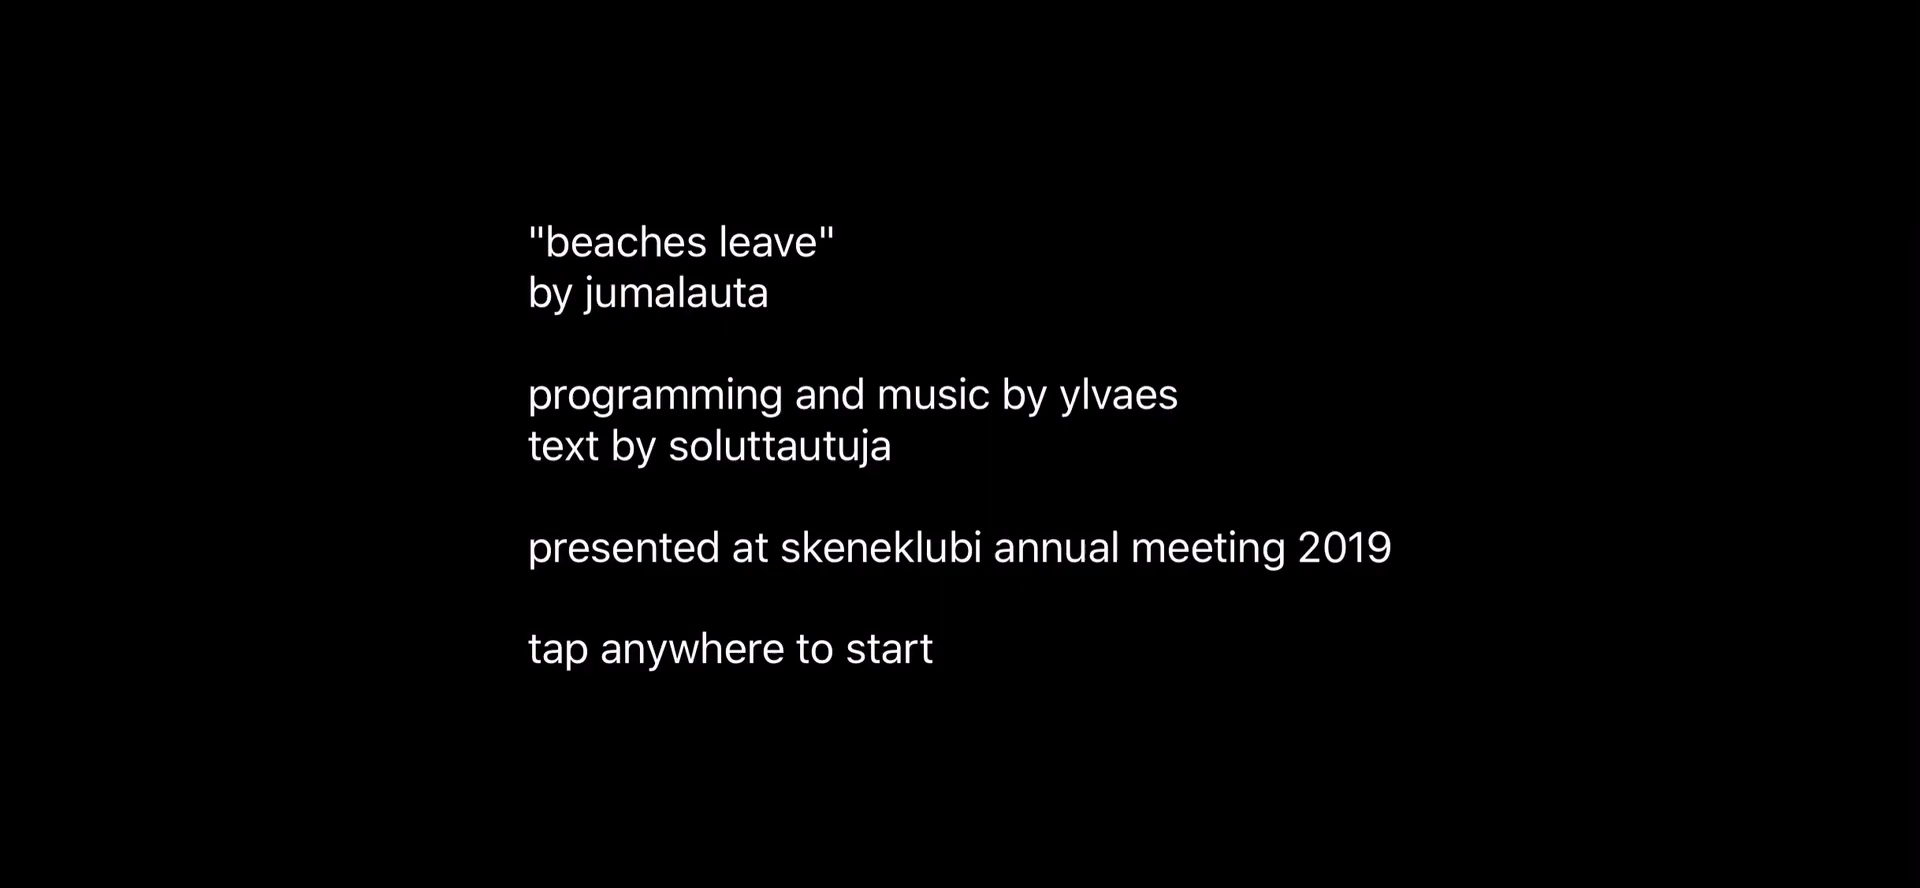 "beaches leave"
by jumalauta
programming and music by ylvaes
text by soluttautuja
presented at skeneklubi annual meeting 2019
tap anywhere to start